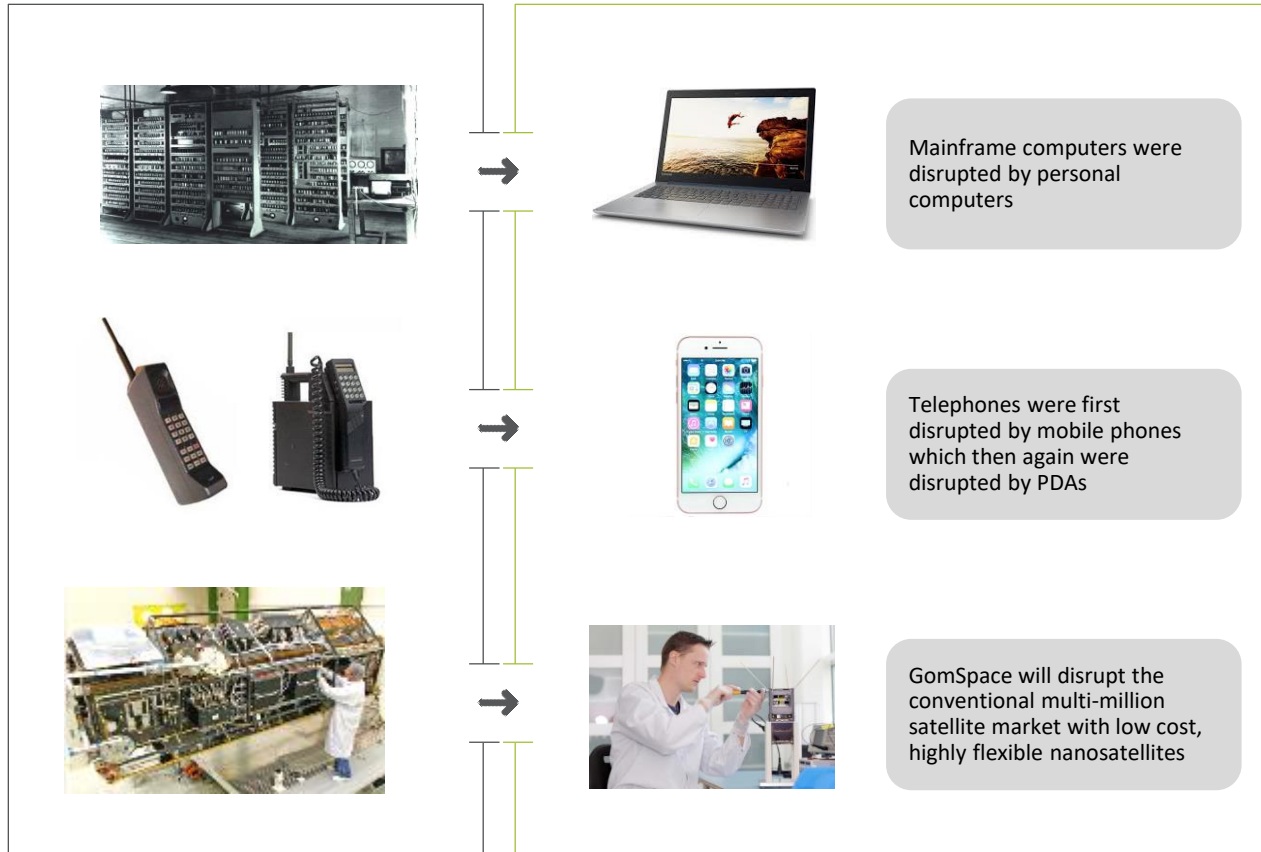 Mainframe computers were
disrupted by personal
computers
Telephones were first
disrupted by mobile phones
which then again were
disrupted by PDAs
GomSpace will disrupt the
conventional multi-million
satellite market with low cost,
highly flexible nanosatellites